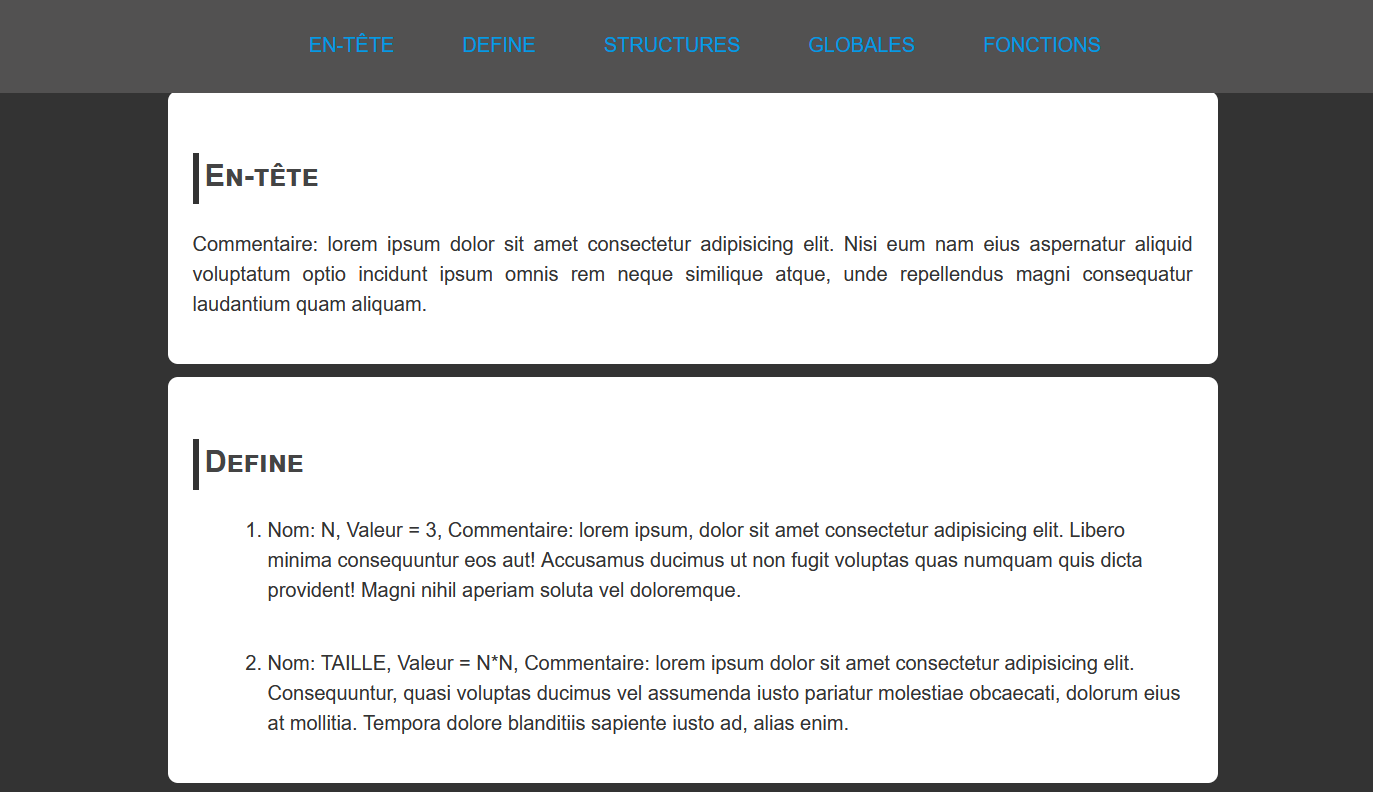 EN-TÊTE DEFINE STRUCTURES GLOBALES FONCTIONS
En-tête
Commentaire: lorem ipsum dolor sit amet consectetur adipisicing elit. Nisi eum nam eius aspernatur aliquid
voluptatum optio incidunt ipsum omnis rem neque similique atque, unde repellendus magni consequatur
laudantium quam aliquam.
Define
1. Nom: N, Valeur = 3, Commentaire: lorem ipsum, dolor sit amet consectetur adipisicing elit. Libero
minima consequuntur eos aut! Accusamus ducimus ut non fugit voluptas quas numquam quis dicta
provident! Magni nihil aperiam soluta vel doloremque.
2. Nom: TAILLE, Valeur = N*N, Commentaire: lorem ipsum dolor sit amet consectetur adipisicing elit.
Consequuntur, quasi voluptas ducimus vel assumenda iusto pariatur molestiae obcaecati, dolorum eius
at mollitia. Tempora dolore blanditiis sapiente iusto ad, alias enim.